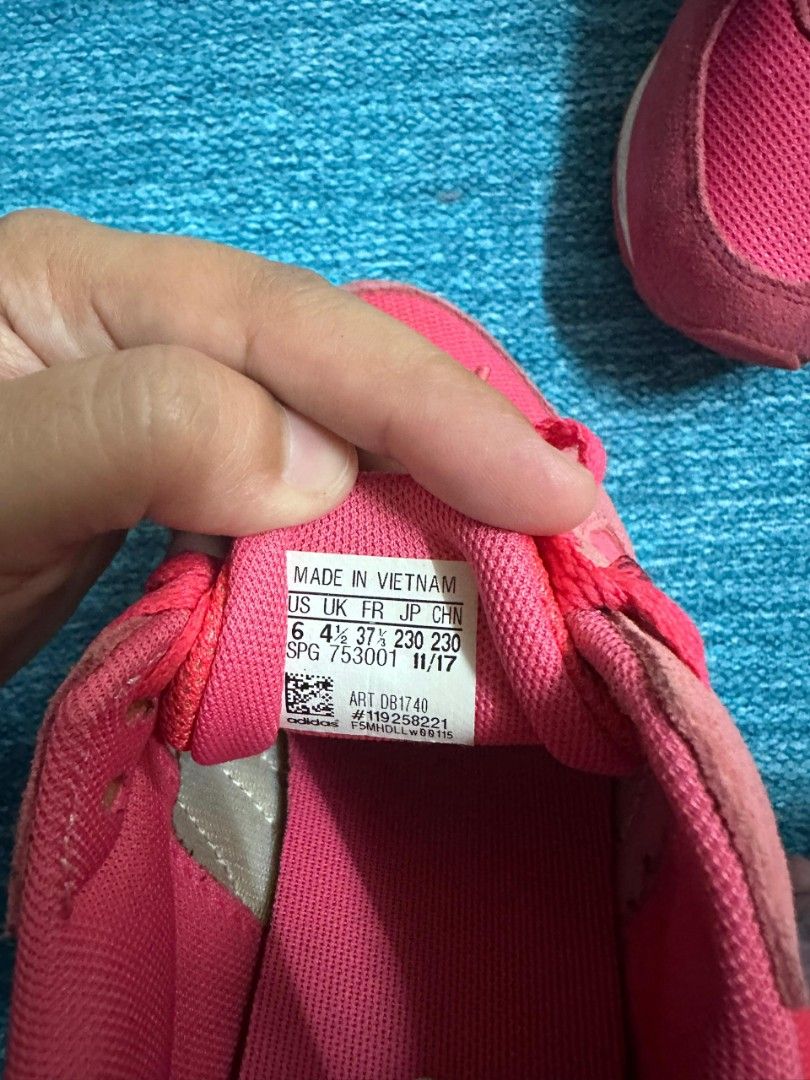 MADE IN VIETNAM
US UK FR JP CHN
6 4½ 37⅓ 230 230
SPG 753001 11/17
ART DB1740
#119258221
adidas F5MHDLLw00115